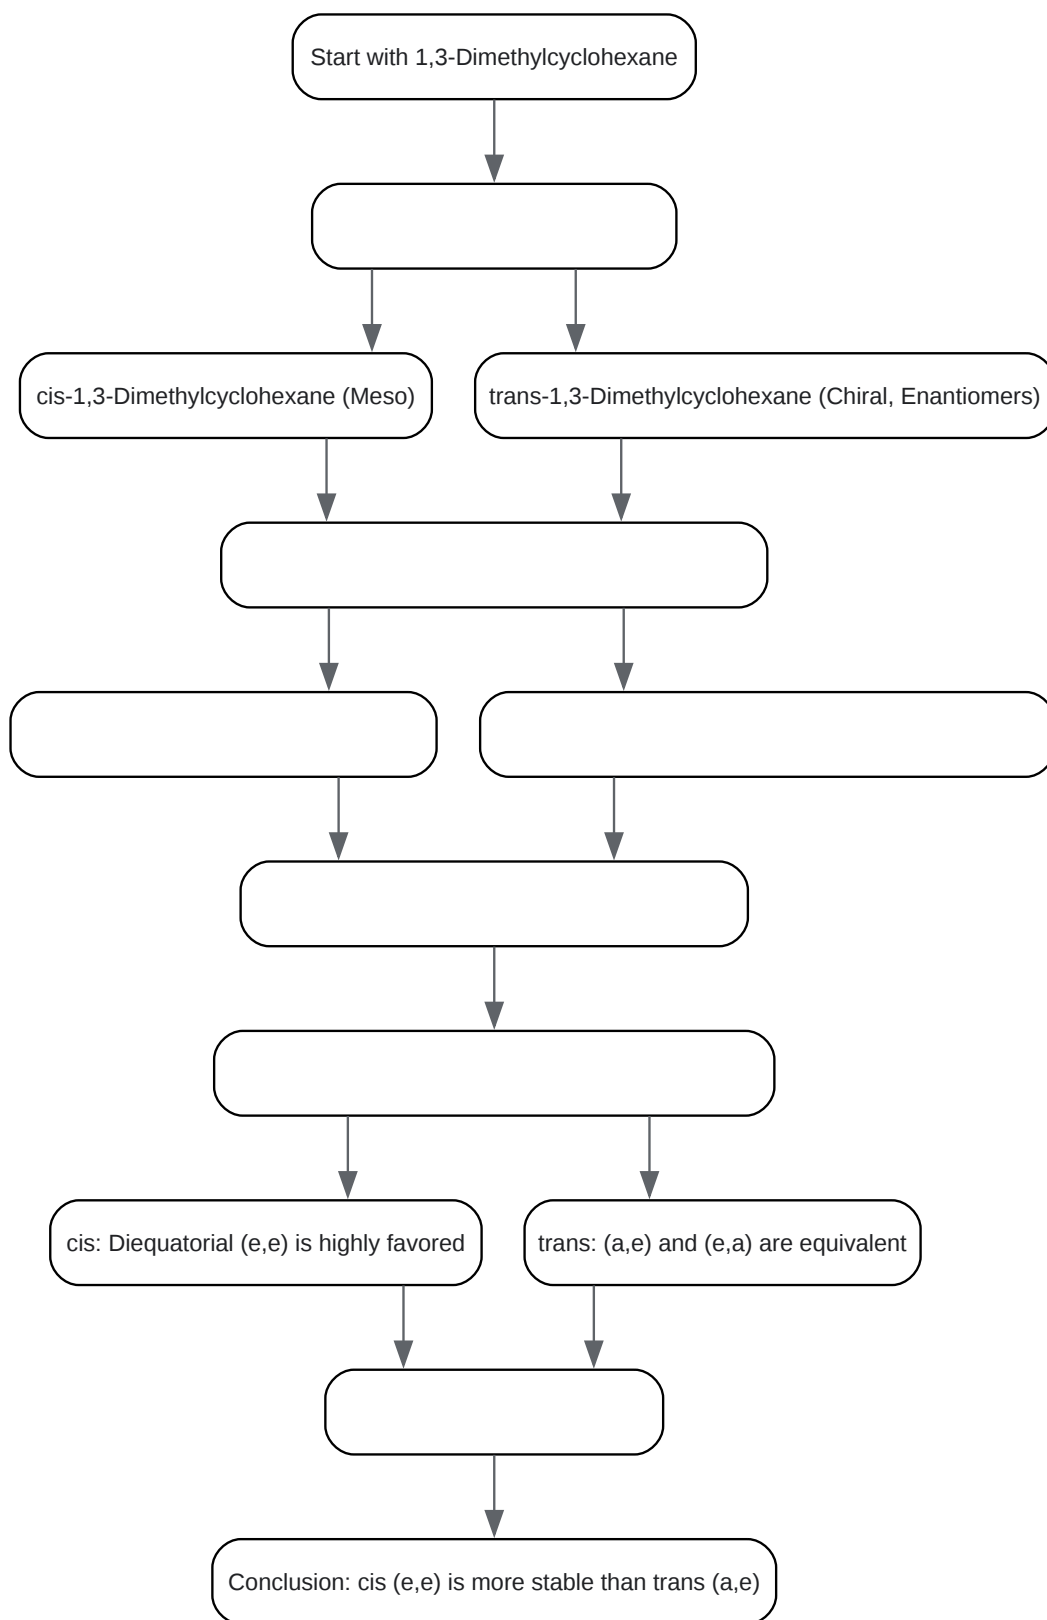 Start with 1,3-Dimethylcyclohexane
cis-1,3-Dimethylcyclohexane (Meso)
trans-1,3-Dimethylcyclohexane (Chiral, Enantiomers)
cis: Diequatorial (e,e) is highly favored
trans: (a,e) and (e,a) are equivalent
Conclusion: cis (e,e) is more stable than trans (a,e)